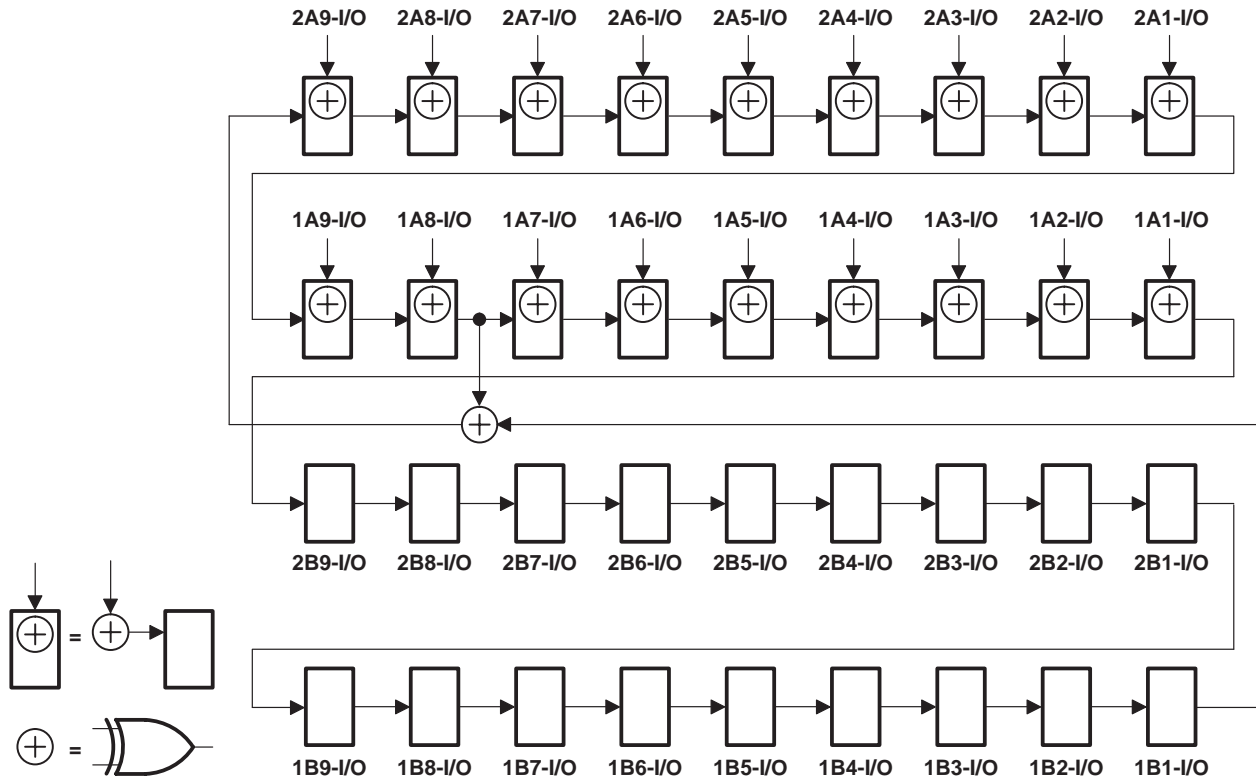 2A9-I/O 2A8-I/O 2A7-I/O 2A6-I/O 2A5-I/O 2A4-I/O 2A3-I/O 2A2-I/O 2A1-I/O
1A9-I/O 1A8-I/O 1A7-I/O 1A6-I/O 1A5-I/O 1A4-I/O 1A3-I/O 1A2-I/O 1A1-I/O
2B9-I/O 2B8-I/O 2B7-I/O 2B6-I/O 2B5-I/O 2B4-I/O 2B3-I/O 2B2-I/O 2B1-I/O
=
=
1B9-I/O 1B8-I/O 1B7-I/O 1B6-I/O 1B5-I/O 1B4-I/O 1B3-I/O 1B2-I/O 1B1-I/O